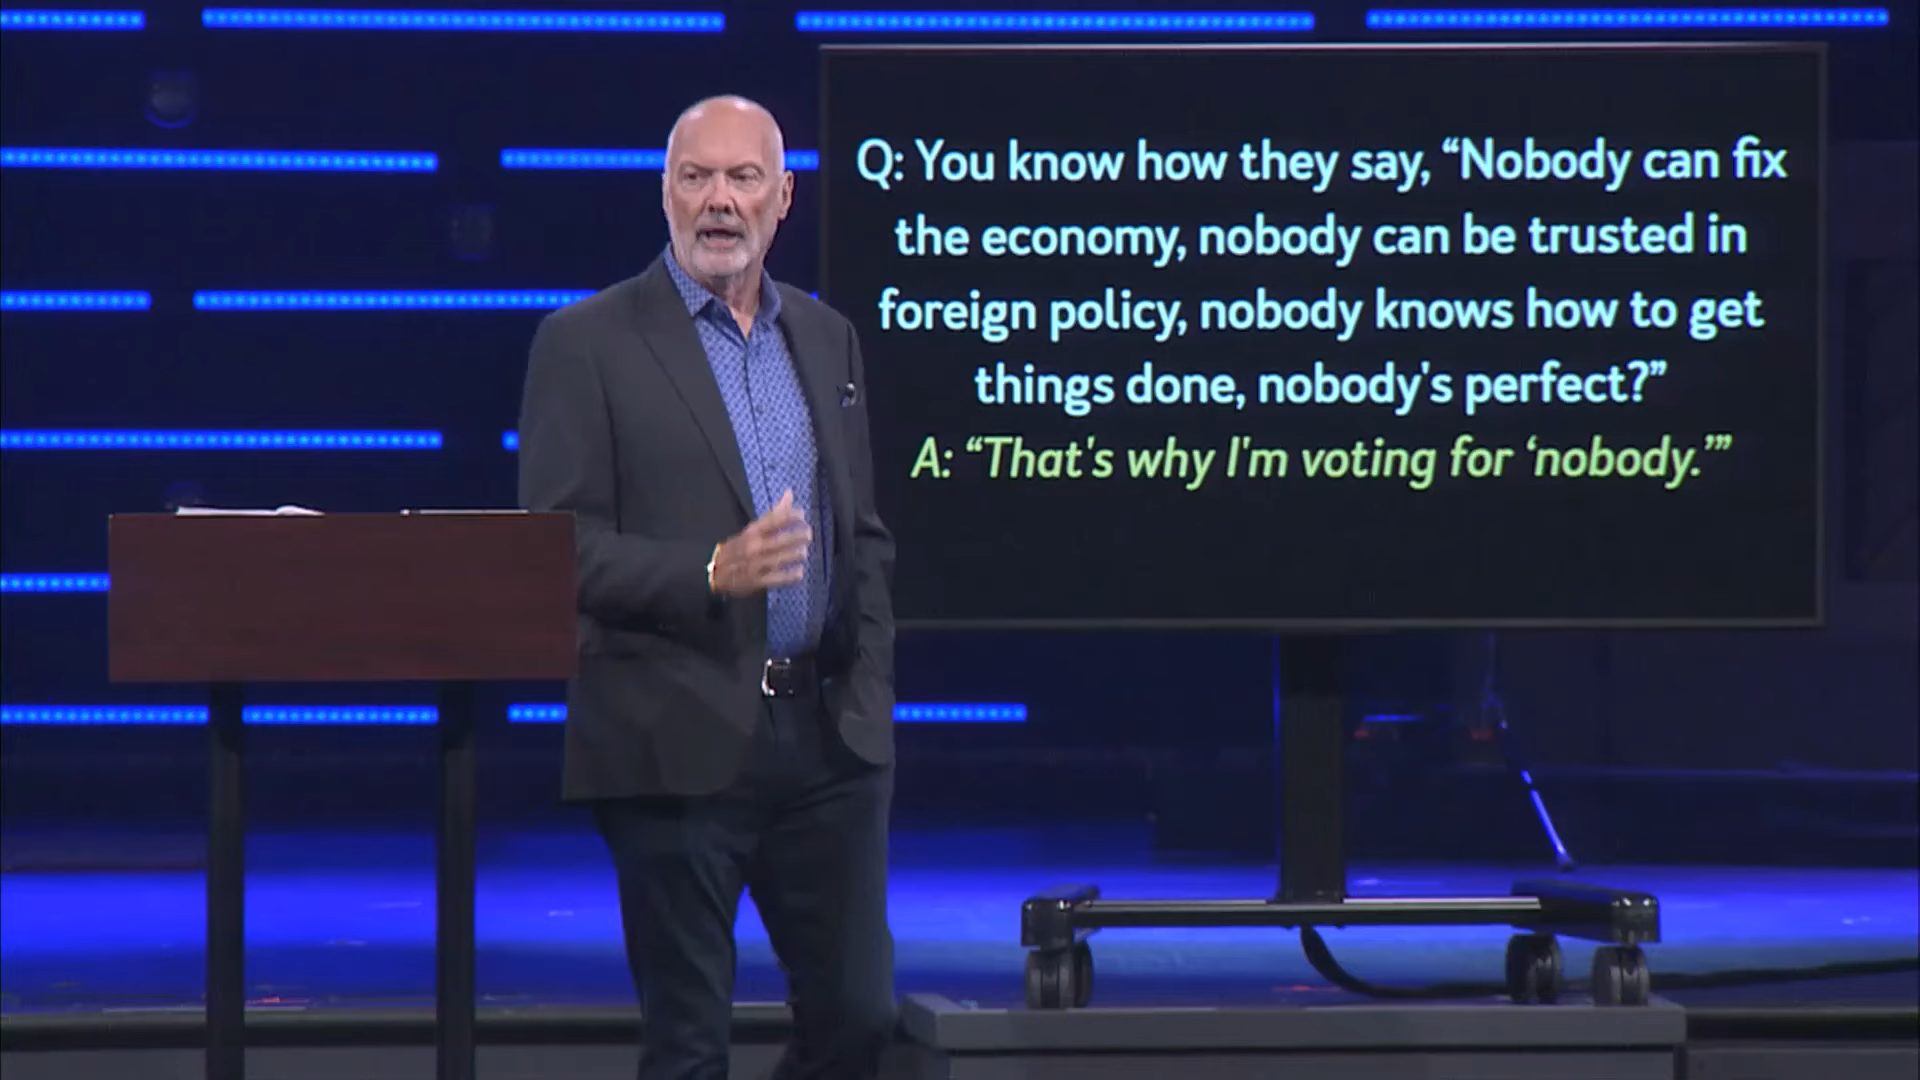 Q: You know how they say, “Nobody can fix
the economy, nobody can be trusted in
foreign policy, nobody knows how to get
things done, nobody's perfect?”
A: “That's why I'm voting for ‘nobody.’”